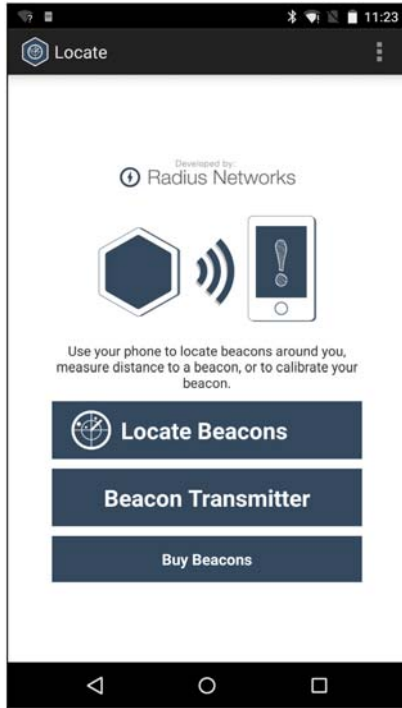 11:23
Locate
Developed by:
Radius Networks
Use your phone to locate beacons around you,
measure distance to a beacon, or to calibrate your
beacon.
Locate Beacons
Beacon Transmitter
Buy Beacons